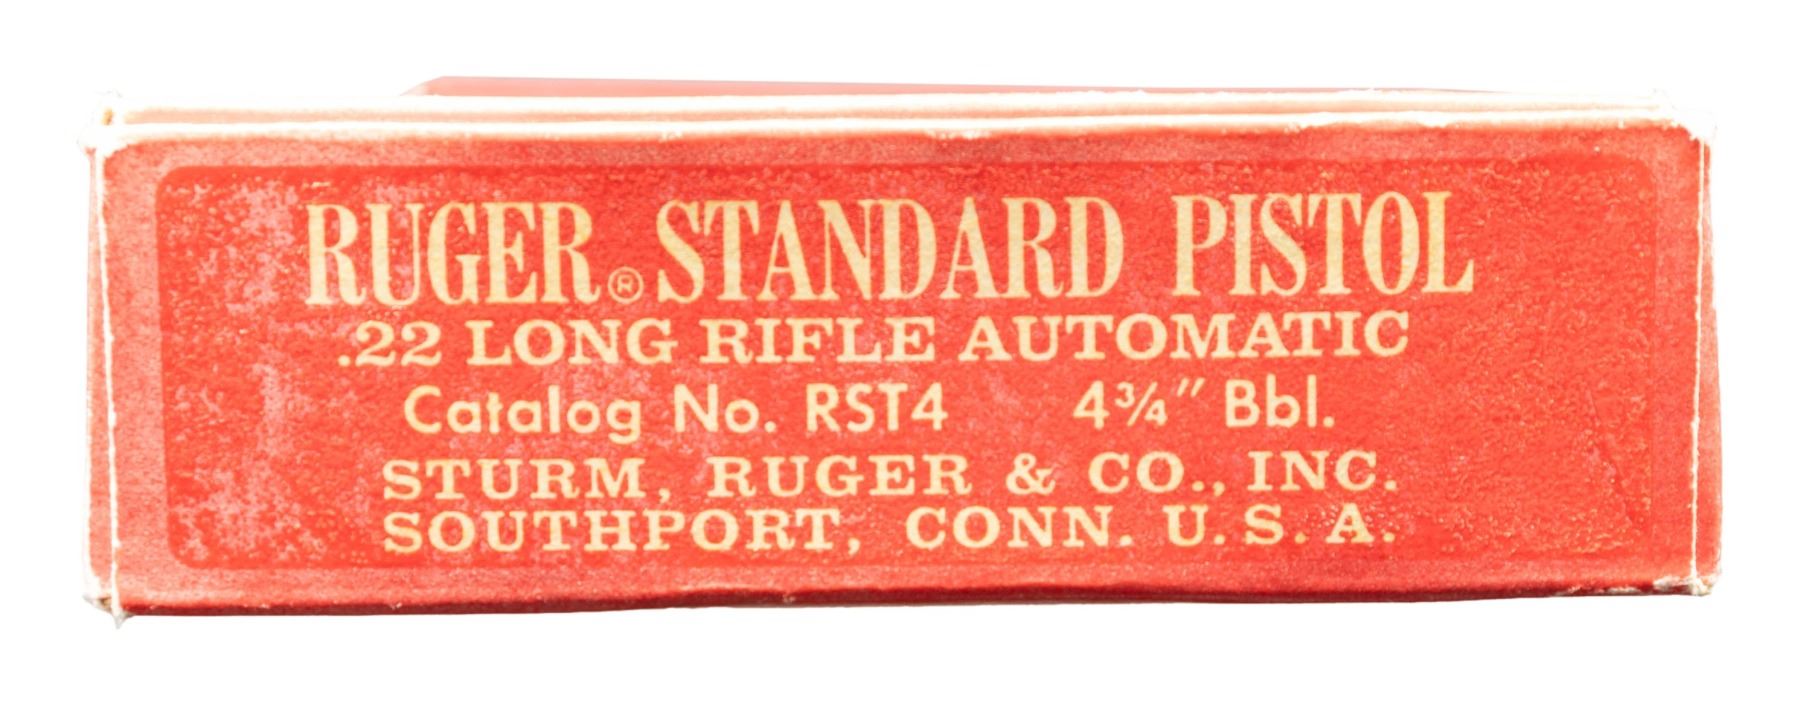 RUGER® STANDARD PISTOL
.22 LONG RIFLE AUTOMATIC
Catalog No. RST4 4¾" Bbl.
STURM, RUGER & CO., INC.
SOUTHPORT, CONN. U.S.A.